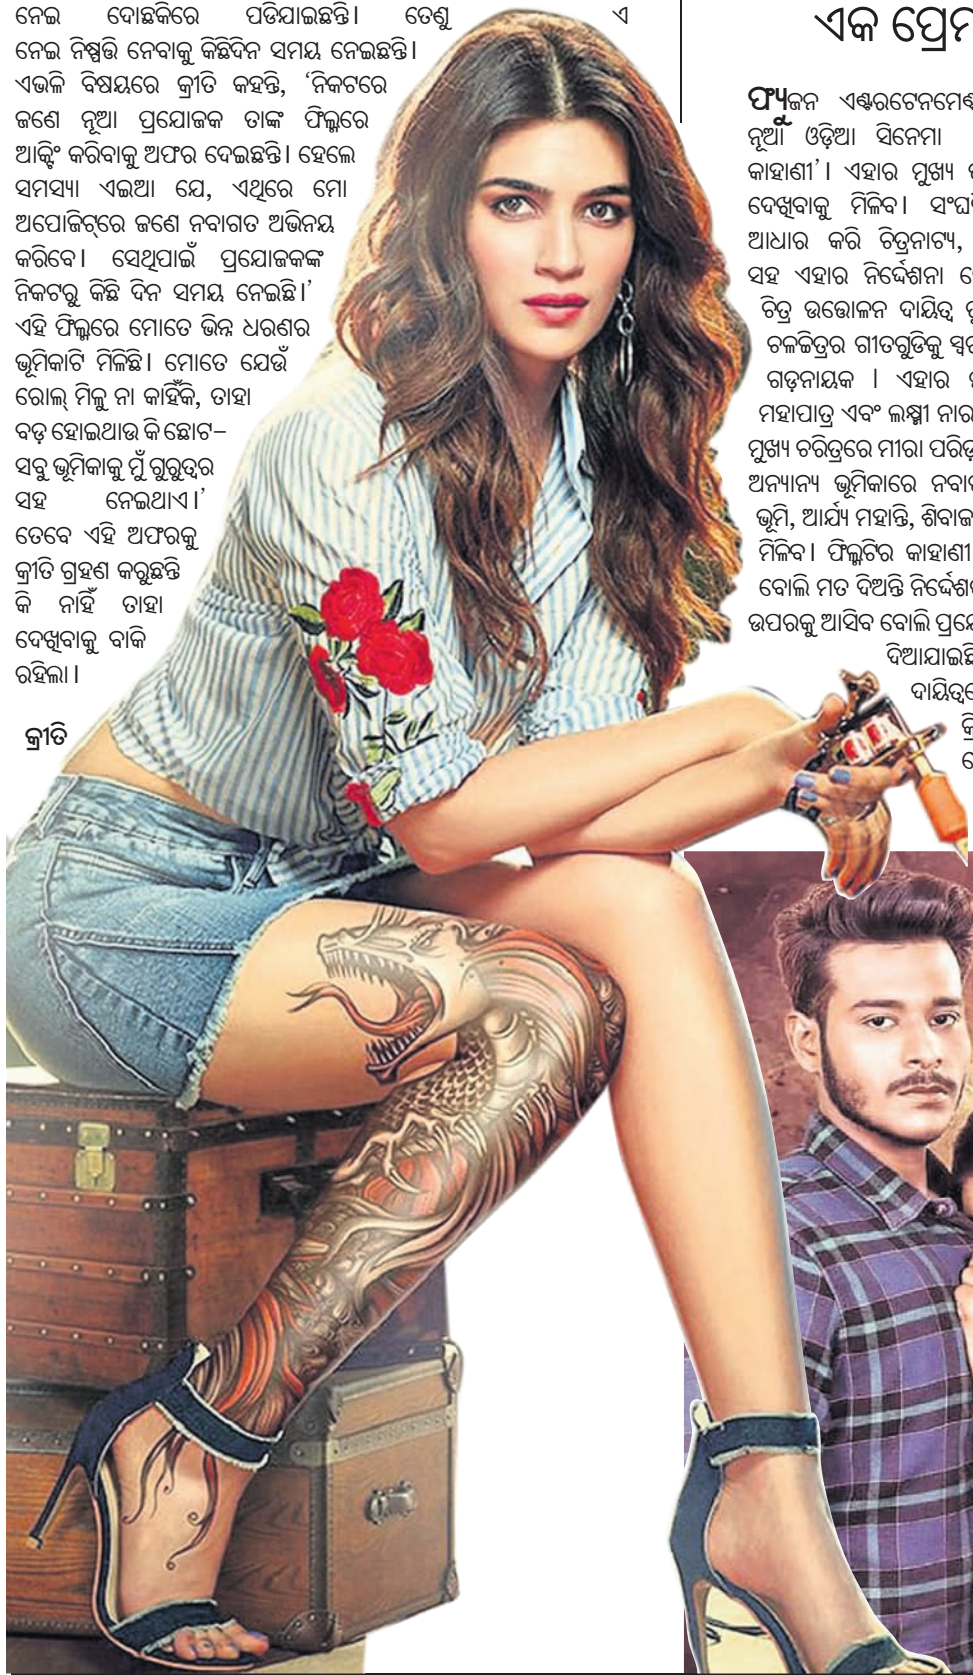 ନେଇ ଦୋଛକିରେ ପଡିଯାଇଛନ୍ତି। ତେଣୁ ଏ
ନେଇ ନିଷ୍ପତ୍ତି ନେବାକୁ କିଛିଦିନ ସମୟ ନେଇଛନ୍ତି।
ଏଭଳି ବିଷୟରେ କ୍ରୀତି କହନ୍ତି, ‘ନିକଟରେ
ଜଣେ ନୂଆ ପ୍ରଯୋଜକ ତାଙ୍କ ଫିଲ୍ମରେ
ଆକ୍ଟିଂ କରିବାକୁ ଅଫର ଦେଇଛନ୍ତି। ହେଲେ
ସମସ୍ୟା ଏଇଆ ଯେ, ଏଥିରେ ମୋ
ଅପୋଜିଟ୍‌ରେ ଜଣେ ନବାଗତ ଅଭିନୟ
କରିବେ। ସେଥିପାଇଁ ପ୍ରଯୋଜକଙ୍କ
ନିକଟରୁ କିଛି ଦିନ ସମୟ ନେଇଛି।’
ଏହି ଫିଲ୍ମରେ ମୋତେ ଭିନ୍ନ ଧରଣର
ଭୂମିକାଟି ମିଳିଛି। ମୋତେ ଯେଉଁ
ରୋଲ୍ ମିଳୁ ନା କାହିଁକି, ତାହା
ବଡ଼ ହୋଇଥାଉ କି ଛୋଟ–
ସବୁ ଭୂମିକାକୁ ମୁଁ ଗୁରୁତ୍ୱର
ସହ ନେଇଥାଏ।’
ତେବେ ଏହି ଅଫରକୁ
କ୍ରୀତି ଗ୍ରହଣ କରୁଛନ୍ତି
କି ନାହିଁ ତାହା
ଦେଖିବାକୁ ବାକି
ରହିଲା।
କ୍ରୀତି
ଏକ ପ୍ରେମ
ଫ୍ୟୁଜନ ଏଣ୍ଟରଟେନମେଣ୍ଟ
ନୂଆ ଓଡ଼ିଆ ସିନେମା
କାହାଣୀ’। ଏହାର ମୁଖ୍ୟ
ଦେଖିବାକୁ ମିଳିବ।
ଆଧାର କରି ଚିତ୍ରନାଟ୍ୟ,
ସହ ଏହାର ନିର୍ଦ୍ଦେଶନା
ଚିତ୍ର ଉତ୍ତୋଳନ ଦାୟିତ୍ୱ
ଚଳଚ୍ଚିତ୍ରର ଗୀତଗୁଡିକୁ
ଗଡ଼ନାୟକ । ଏହାର
ମହାପାତ୍ର ଏବଂ ଲକ୍ଷ୍ମୀ ନାର
ମୁଖ୍ୟ ଚରିତ୍ରରେ ମୀରା ପରିଡ଼
ଅନ୍ୟାନ୍ୟ ଭୂମିକାରେ ନବାଗ
ଭୂମି, ଆର୍ଯ୍ୟ ମହାନ୍ତି, ଶିବାଜ
ମିଳିବ। ଫିଲ୍ମଟିର କାହାଣୀ
ବୋଲି ମତ ଦିଅନ୍ତି ନିର୍ଦ୍ଦେଶ
ଉପରକୁ ଆସିବ ବୋଲି
ଦିଆଯାଇଛି
ଦାୟିତ୍ୱ